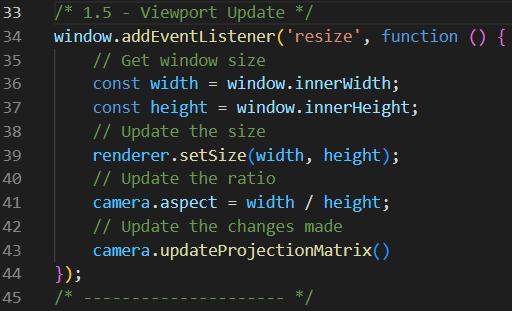 33 /* 1.5 - Viewport Update */
34 window.addEventListener('resize', function () {
35     // Get window size
36     const width = window.innerWidth;
37     const height = window.innerHeight;
38     // Update the size
39     renderer.setSize(width, height);
40     // Update the ratio
41     camera.aspect = width / height;
42     // Update the changes made
43     camera.updateProjectionMatrix()
44 });
45 /* --------------------- */